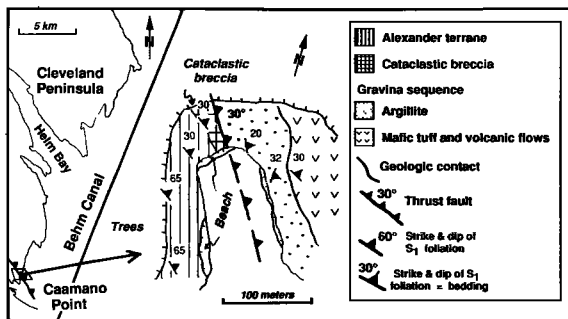 5 km
N
Cleveland
Peninsula
Helm Bay
Behm Canal
Caamano
Point
N
Cataclastic
breccia
30
30°
30
20
32
30
65
65
Trees
Beach
100 meters
Alexander terrane
Cataclastic breccia
Gravina sequence
Argillite
Mafic tuff and volcanic flows
Geologic contact
30°
Thrust fault
60°
Strike & dip of
S1 foliation
30°
Strike & dip of S1
foliation = bedding